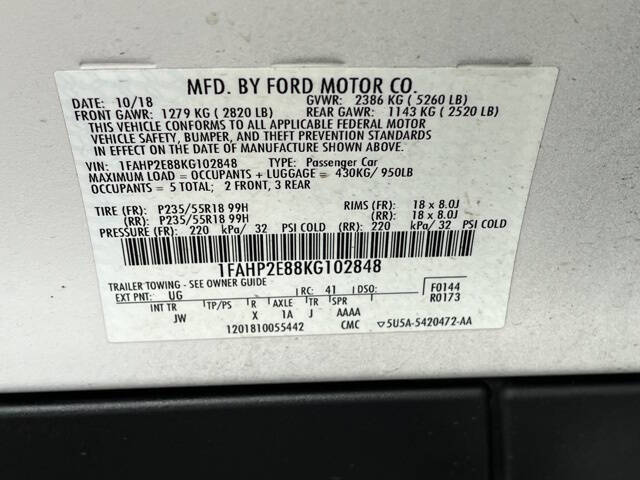 MFD. BY FORD MOTOR CO.
DATE: 10/18 GVWR: 2386 KG ( 5260 LB)
FRONT GAWR: 1279 KG ( 2820 LB) REAR GAWR: 1143 KG ( 2520 LB)
THIS VEHICLE CONFORMS TO ALL APPLICABLE FEDERAL MOTOR
VEHICLE SAFETY, BUMPER, AND THEFT PREVENTION STANDARDS
IN EFFECT ON THE DATE OF MANUFACTURE SHOWN ABOVE.
VIN: 1FAHP2E88KG102848 TYPE: Passenger Car
MAXIMUM LOAD = OCCUPANTS + LUGGAGE = 430KG/ 950LB
OCCUPANTS = 5 TOTAL; 2 FRONT, 3 REAR
TIRE (FR): P235/55R18 99H RIMS (FR): 18 x 8.0J
(RR): P235/55R18 99H (RR): 18 x 8.0J
PRESSURE (FR): 220 kPa/ 32 PSI COLD (RR): 220 kPa/ 32 PSI COLD
1FAHP2E88KG102848
TRAILER TOWING - SEE OWNER GUIDE
EXT PNT: UG RC: 41 DSO: F0144
INT TR TP/PS R AXLE TR SPR R0173
JW X 1A J AAAA
1201810055442 CMC ▽5U5A-5420472-AA